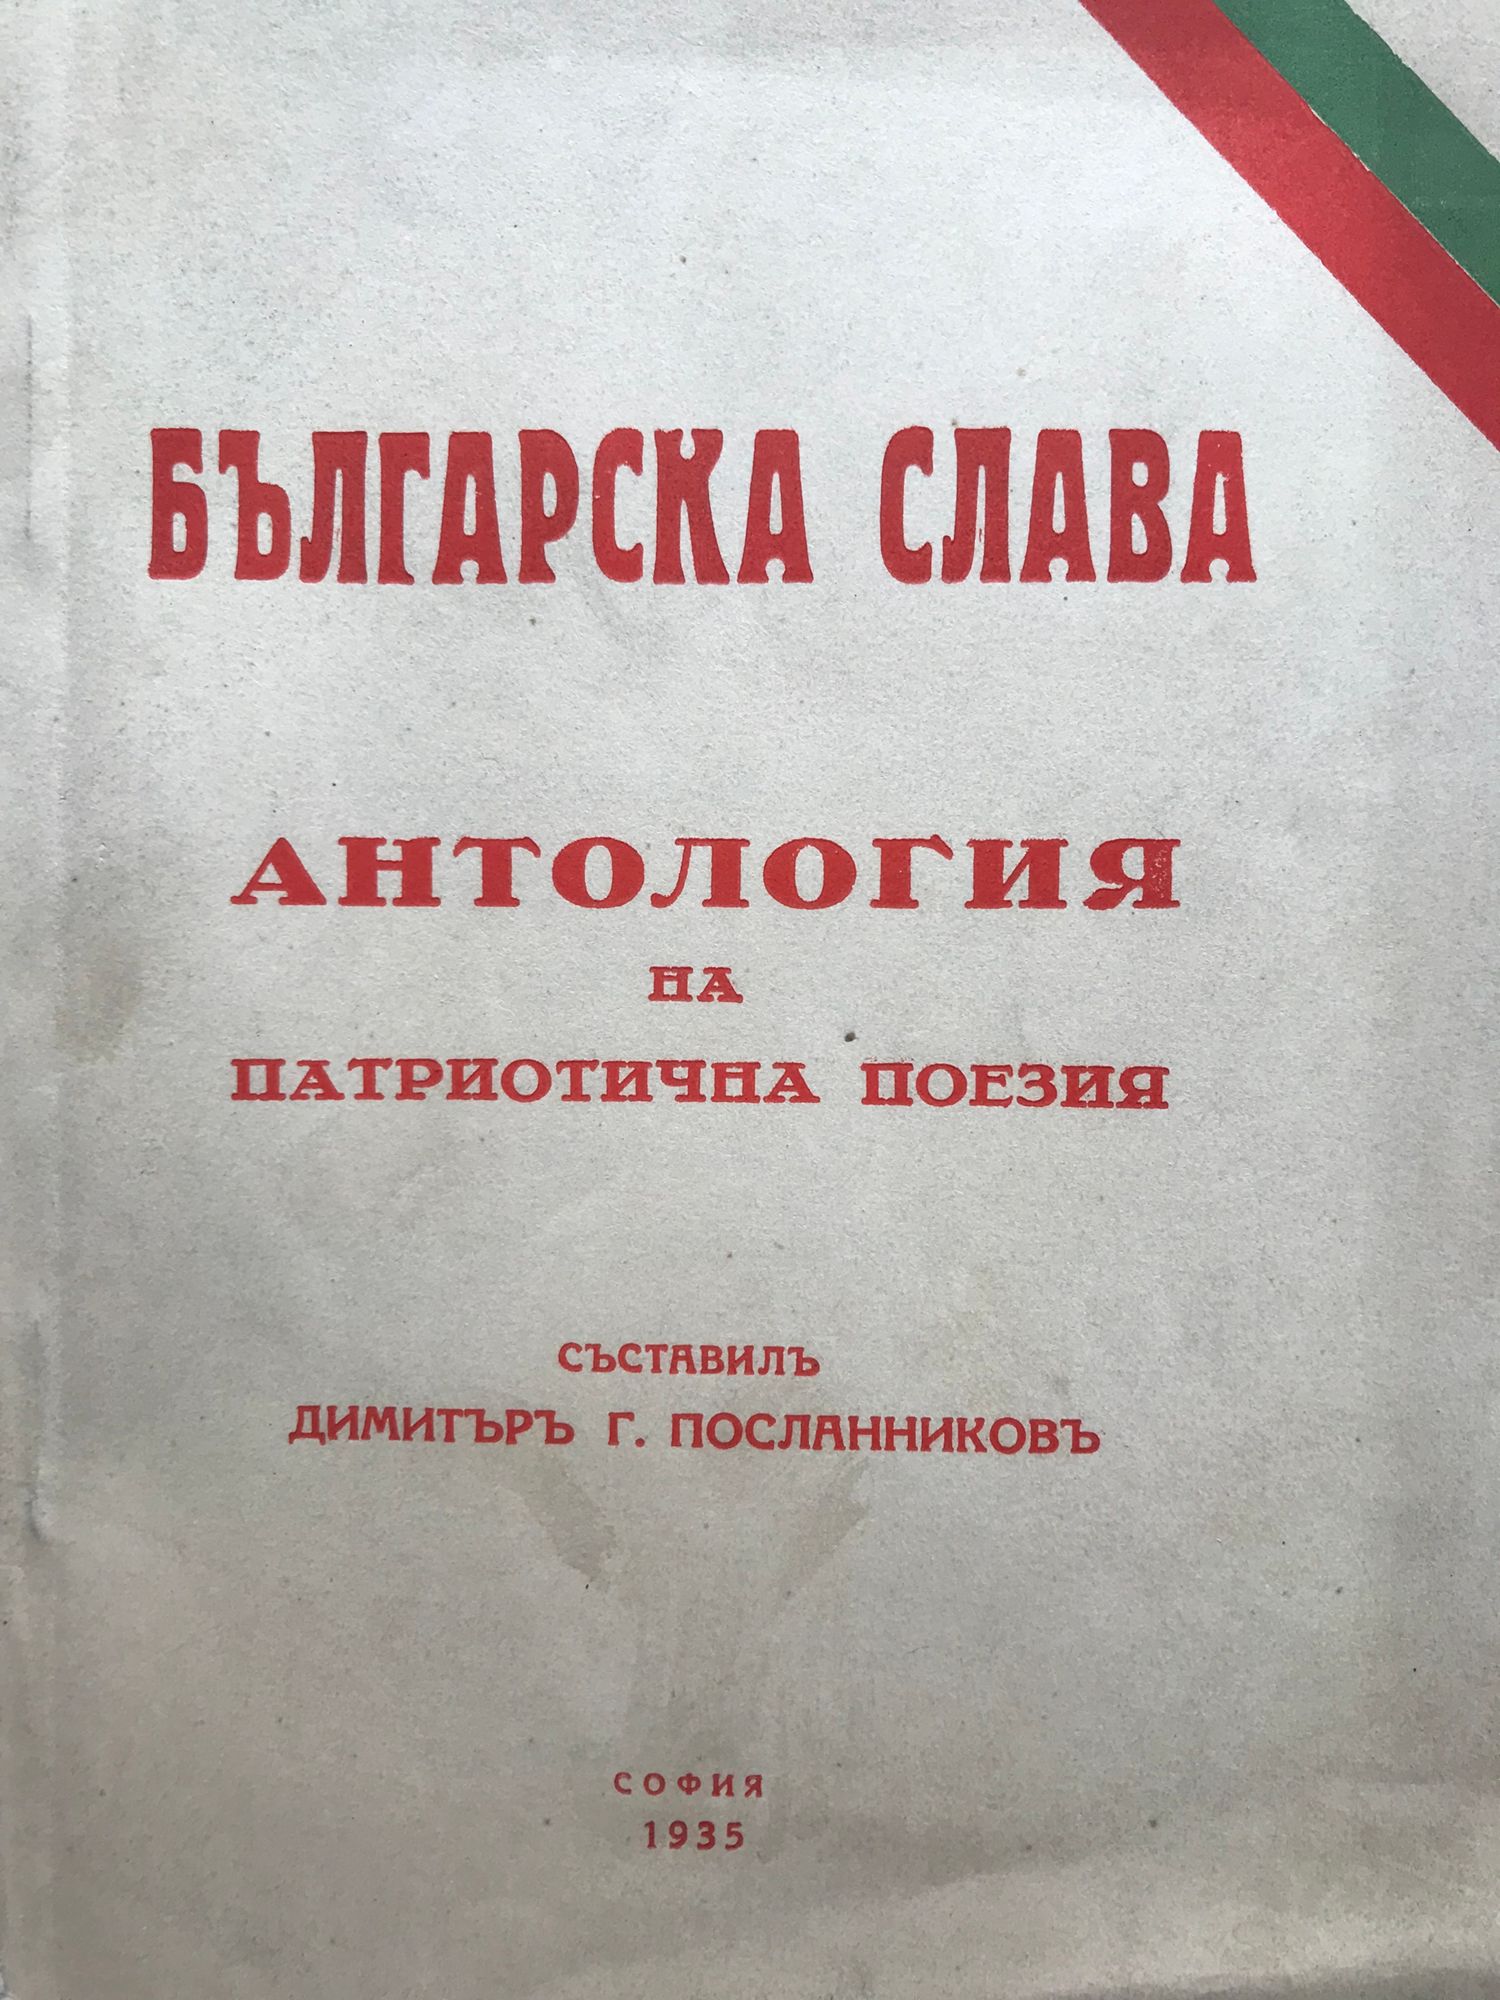 БЪЛГАРСКА СЛАВА
АНТОЛОГИЯ
НА
ПАТРИОТИЧНА ПОЕЗИЯ
СЪСТАВИЛЪ
ДИМИТЪРЪ Г. ПОСЛАННИКОВЪ
СОФИЯ
1935